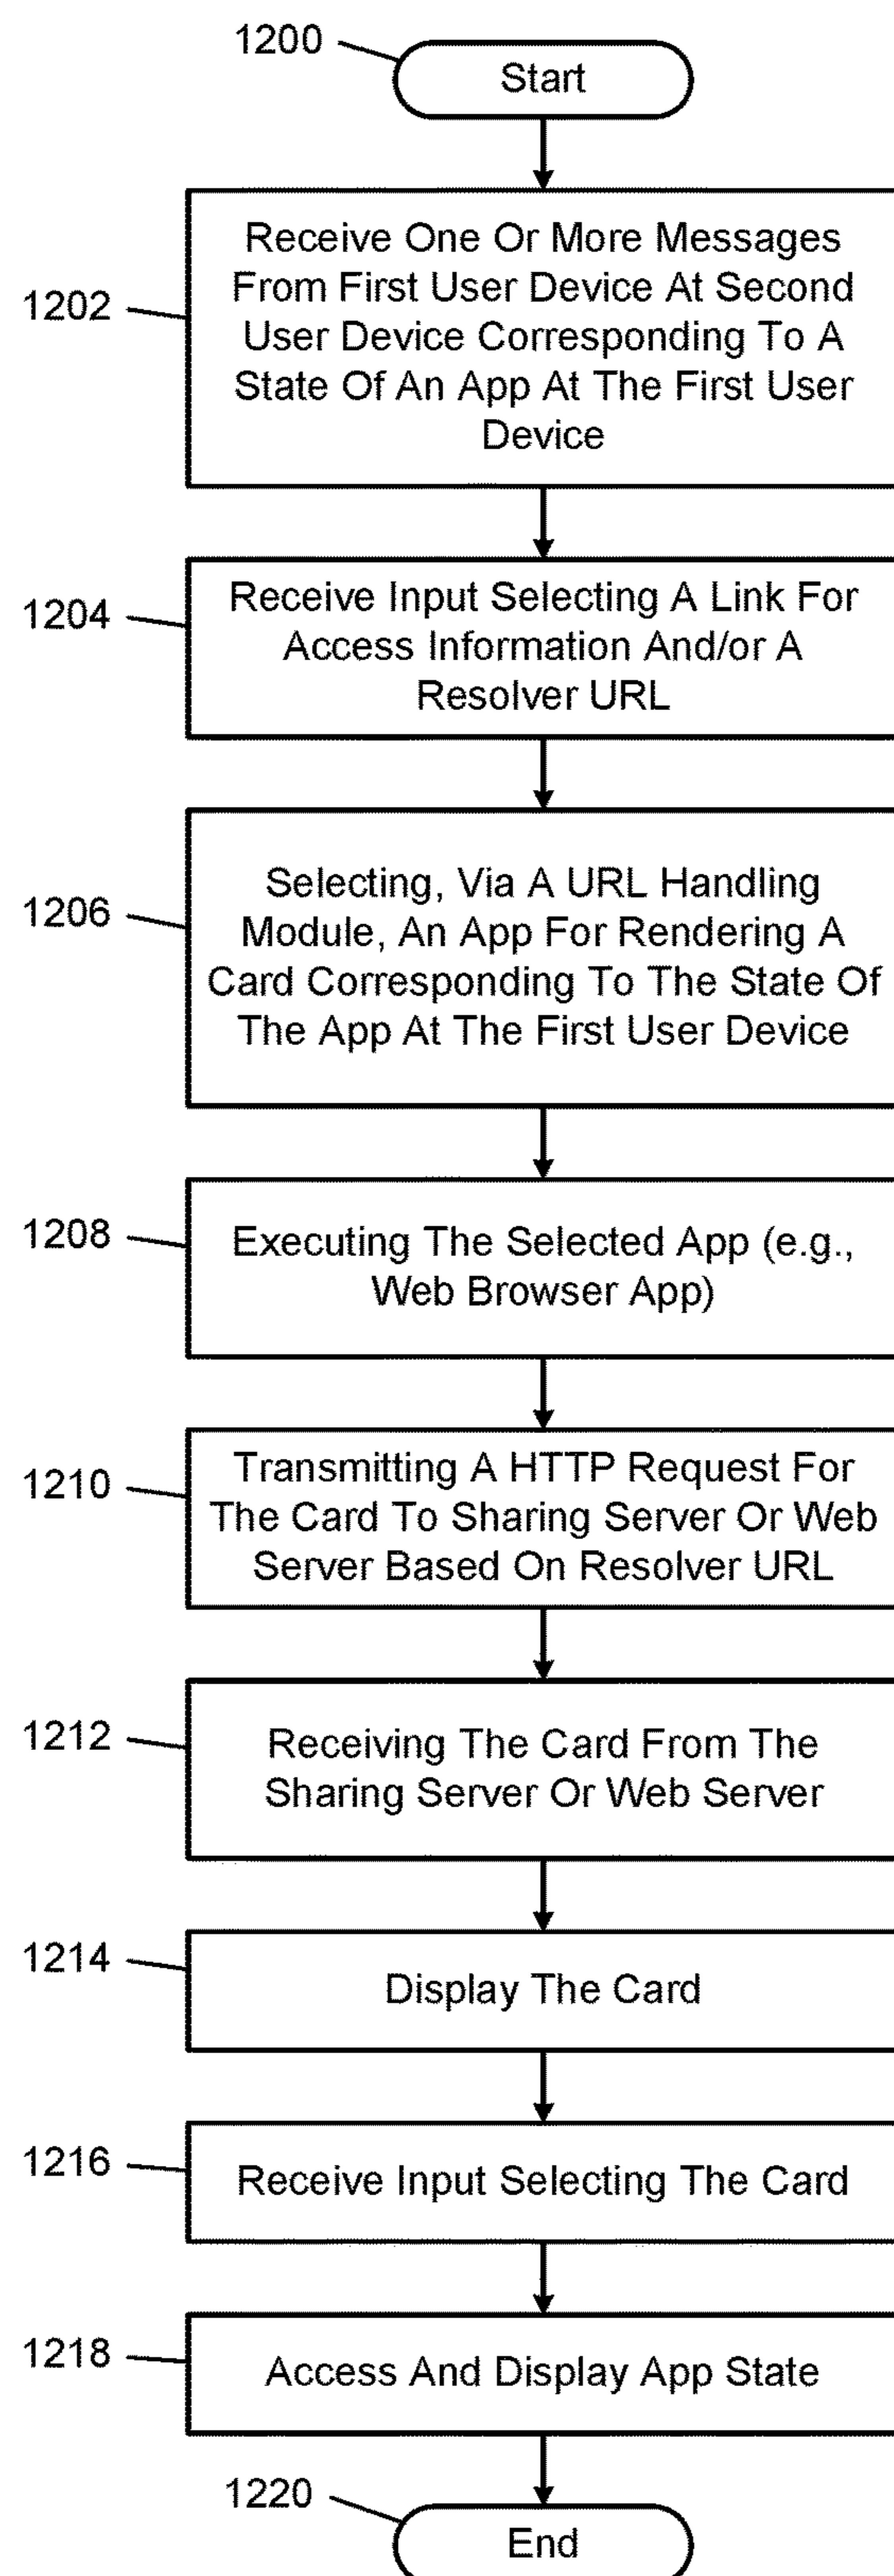 1200
Start
1202
Receive One Or More Messages
From First User Device At Second
User Device Corresponding To A
State Of An App At The First User
Device
1204
Receive Input Selecting A Link For
Access Information And/or A
Resolver URL
1206
Selecting, Via A URL Handling
Module, An App For Rendering A
Card Corresponding To The State Of
The App At The First User Device
1208
Executing The Selected App (e.g.,
Web Browser App)
1210
Transmitting A HTTP Request For
The Card To Sharing Server Or Web
Server Based On Resolver URL
1212
Receiving The Card From The
Sharing Server Or Web Server
1214
Display The Card
1216
Receive Input Selecting The Card
1218
Access And Display App State
1220
End